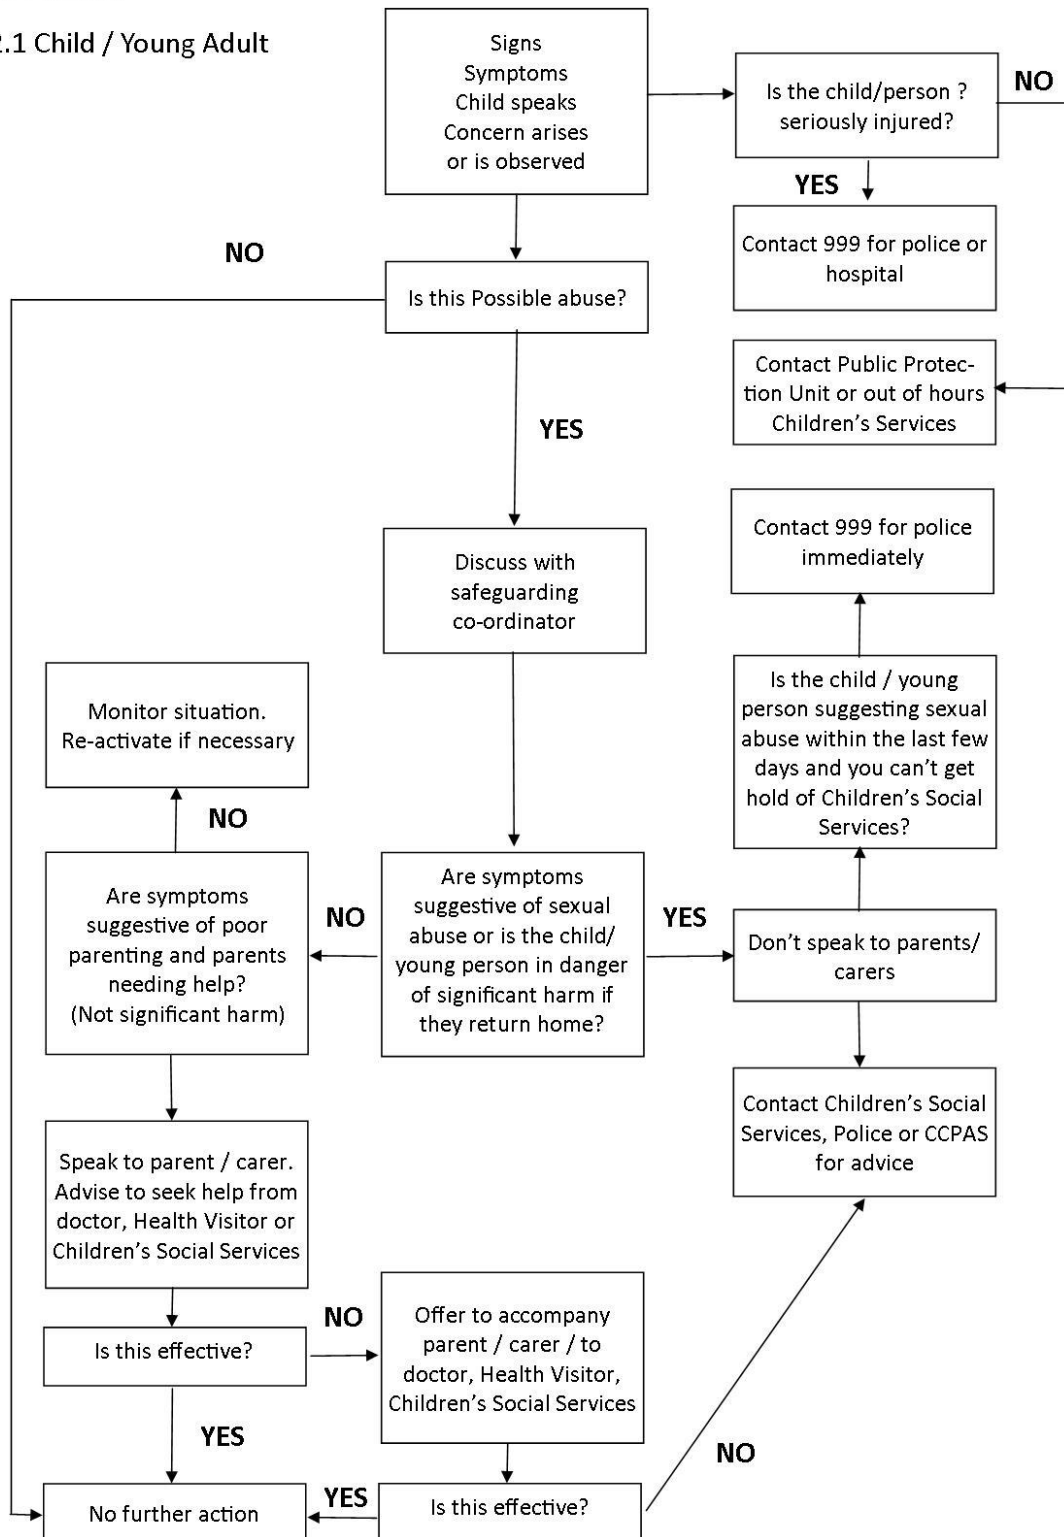 2.1 Child / Young Adult
Signs
Symptoms
Child speaks
Concern arises
or is observed
Is the child/person ?
seriously injured?
NO
YES
Contact 999 for police or
hospital
NO
Is this Possible abuse?
Contact Public Protec-
tion Unit or out of hours
Children’s Services
YES
Contact 999 for police
immediately
Discuss with
safeguarding
co-ordinator
Is the child / young
person suggesting sexual
abuse within the last few
days and you can’t get
hold of Children’s Social
Services?
Monitor situation.
Re-activate if necessary
NO
Are symptoms
suggestive of poor
parenting and parents
needing help?
(Not significant harm)
NO
Are symptoms
suggestive of sexual
abuse or is the child/
young person in danger
of significant harm if
they return home?
YES
Don’t speak to parents/
carers
Contact Children’s Social
Services, Police or CCPAS
for advice
Speak to parent / carer.
Advise to seek help from
doctor, Health Visitor or
Children’s Social Services
Is this effective?
NO
Offer to accompany
parent / carer / to
doctor, Health Visitor,
Children’s Social Services
YES
NO
No further action
YES
Is this effective?